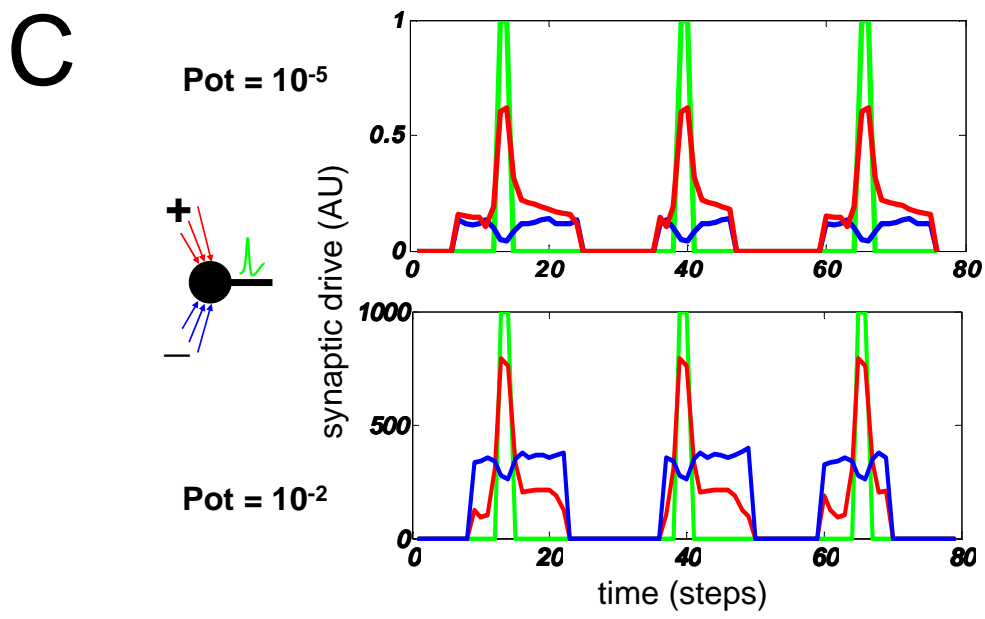 C
Pot = 10-5
+
–
synaptic drive (AU)
1
0.5
0
0 20 40 60 80
Pot = 10-2
1000
500
0
0 20 40 60 80
time (steps)